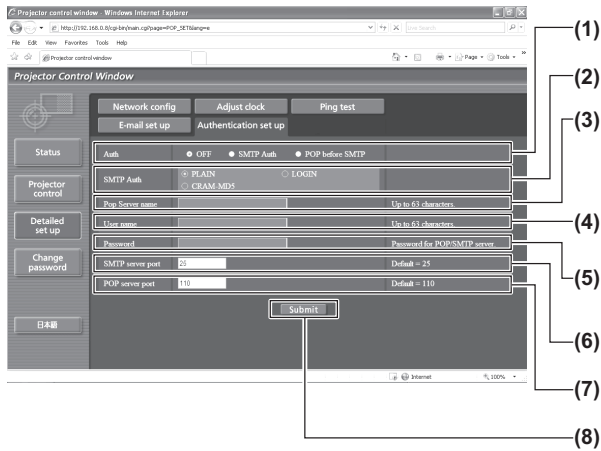 Projector control window - Windows Internet Explorer
http://192.168.0.8/cgi-bin/main.cgi?page=POP_SET&lang=e
Live Search
File Edit View Favorites Tools Help
Projector control window
Page Tools
Projector Control Window
Network config Adjust clock Ping test
E-mail set up Authentication set up
Status
Projector control
Detailed set up
Change password
日本語
Auth OFF SMTP Auth POP before SMTP
SMTP Auth PLAIN LOGIN
CRAM-MD5
Pop Server name Up to 63 characters.
User name Up to 63 characters.
Password Password for POP/SMTP server
SMTP server port 25 Default = 25
POP server port 110 Default = 110
Submit
Internet 100%
(1)
(2)
(3)
(4)
(5)
(6)
(7)
(8)